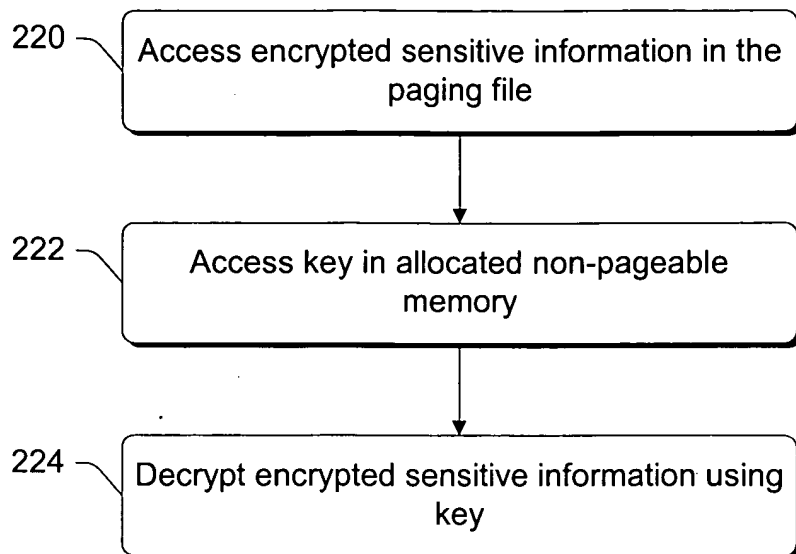 220
Access encrypted sensitive information in the
paging file
222
Access key in allocated non-pageable
memory
224
Decrypt encrypted sensitive information using
key